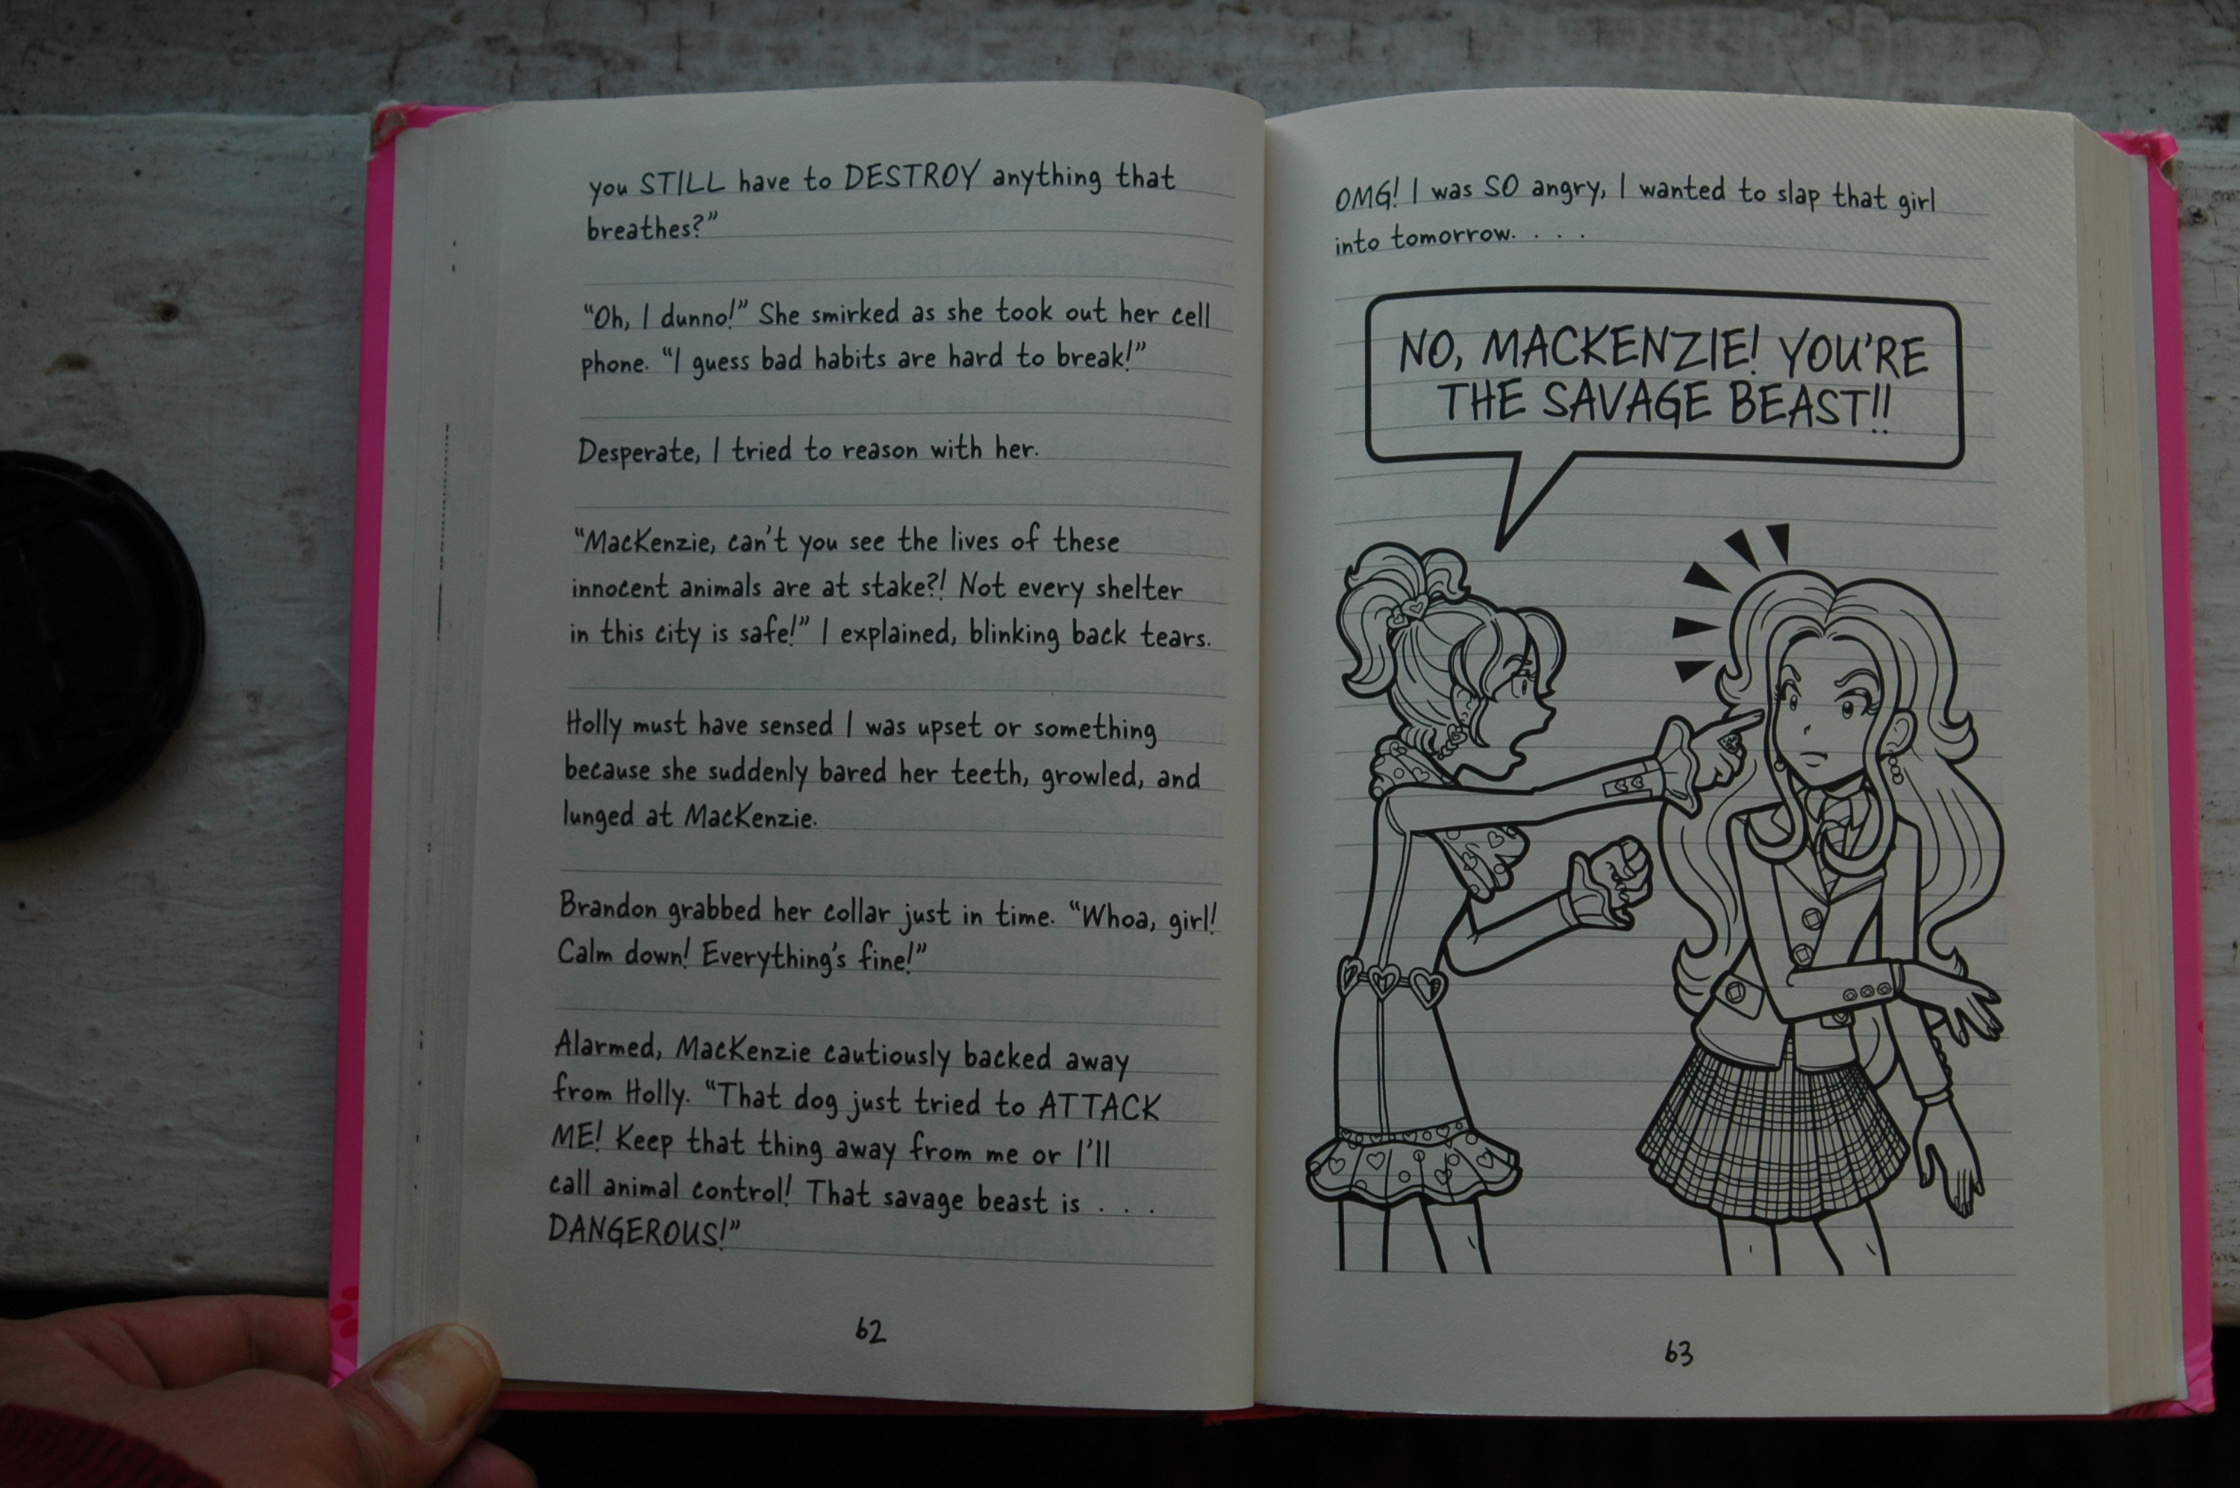 you STILL have to DESTROY anything that
breathes?”
“Oh, I dunno!” She smirked as she took out her cell
phone. “I guess bad habits are hard to break!”
Desperate, I tried to reason with her.
“MacKenzie, can’t you see the lives of these
innocent animals are at stake?! Not every shelter
in this city is safe!” I explained, blinking back tears.
Holly must have sensed I was upset or something
because she suddenly bared her teeth, growled, and
lunged at MacKenzie.
Brandon grabbed her collar just in time. “Whoa, girl!
Calm down! Everything’s fine!”
Alarmed, MacKenzie cautiously backed away
from Holly. “That dog just tried to ATTACK
ME! Keep that thing away from me or I’ll
call animal control! That savage beast is . . .
DANGEROUS!”
62
OMG! I was SO angry, I wanted to slap that girl
into tomorrow. . . .
NO, MACKENZIE! YOU’RE
THE SAVAGE BEAST!!
63